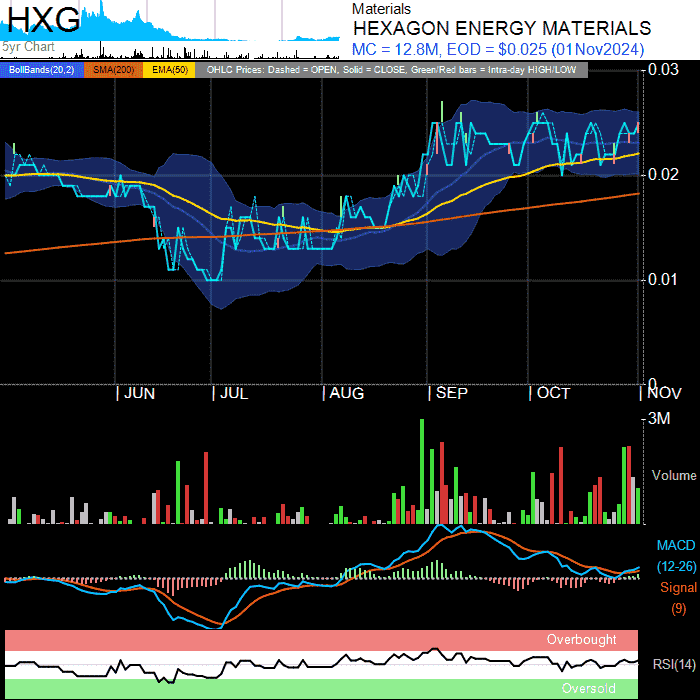 HXG
5yr Chart
Materials
HEXAGON ENERGY MATERIALS
MC = 12.8M, EOD = $0.025 (01Nov2024)
BollBands(20,2) SMA(200) EMA(50) OHLC Prices: Dashed = OPEN, Solid = CLOSE, Green/Red bars = Intra-day HIGH/LOW
0.03
0.02
0.01
0
JUN JUL AUG SEP OCT NOV
3M
Volume
MACD
(12-26)
Signal
(9)
Overbought
RSI(14)
Oversold